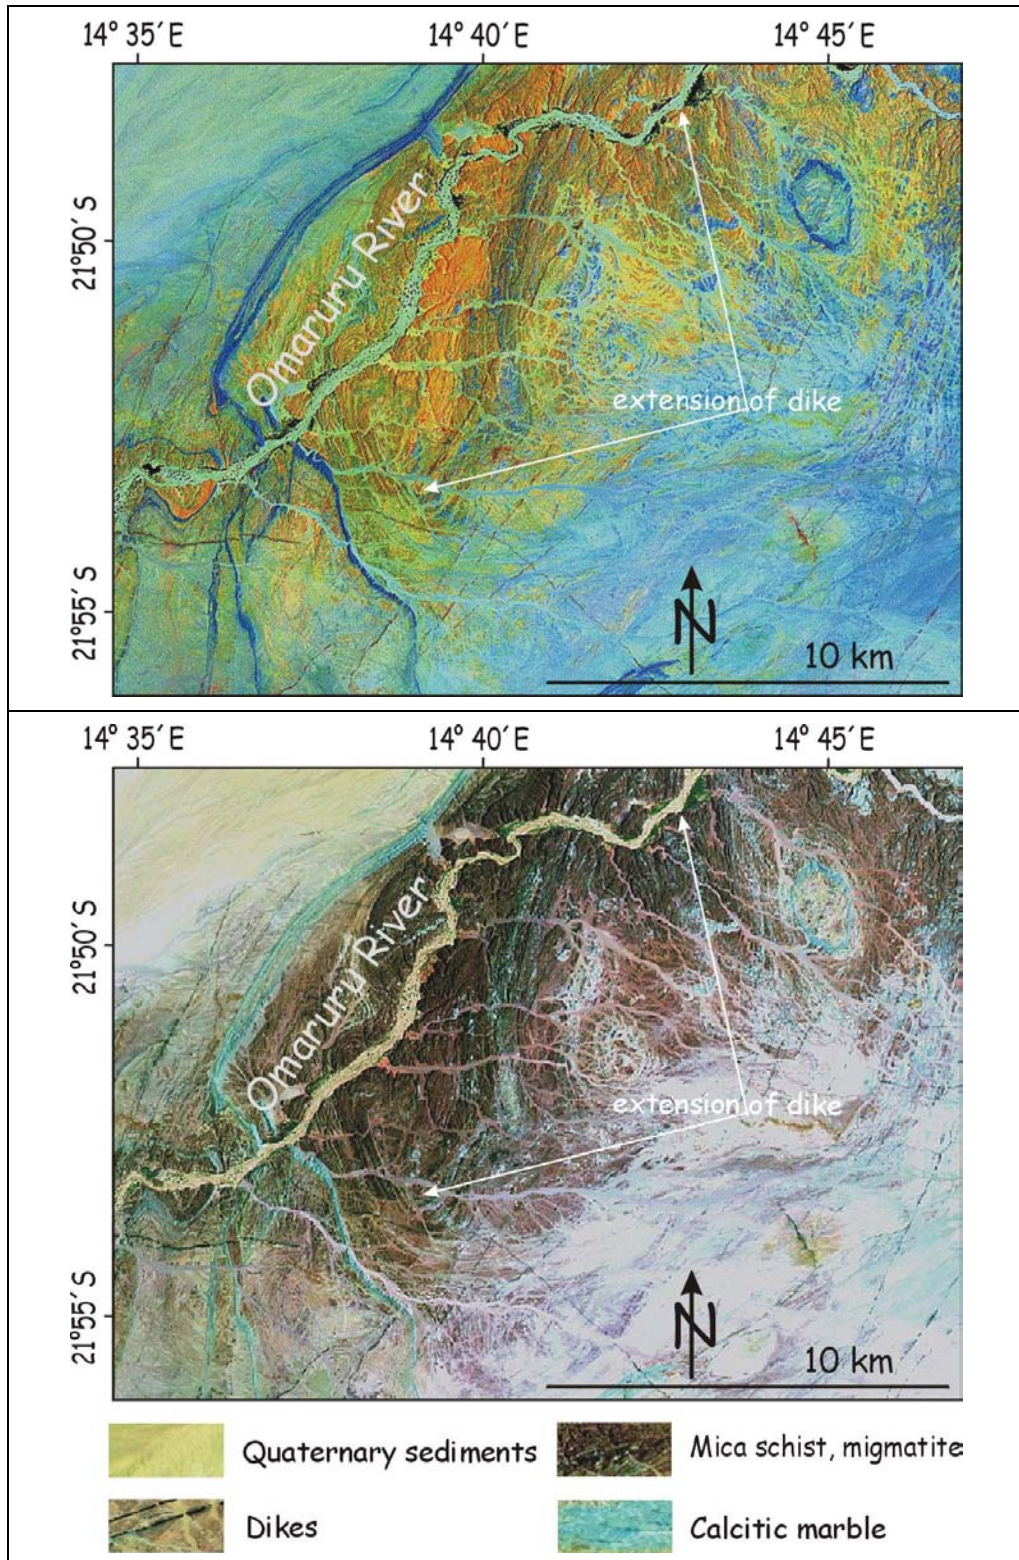 14° 35′ E 14° 40′ E 14° 45′ E
21° 50′ S
Omaruru River
extension of dike
21° 55′ S
N
10 km
14° 35′ E 14° 40′ E 14° 45′ E
21° 50′ S
Omaruru River
extension of dike
21° 55′ S
N
10 km
Quaternary sediments Mica schist, migmatite
Dikes Calcitic marble